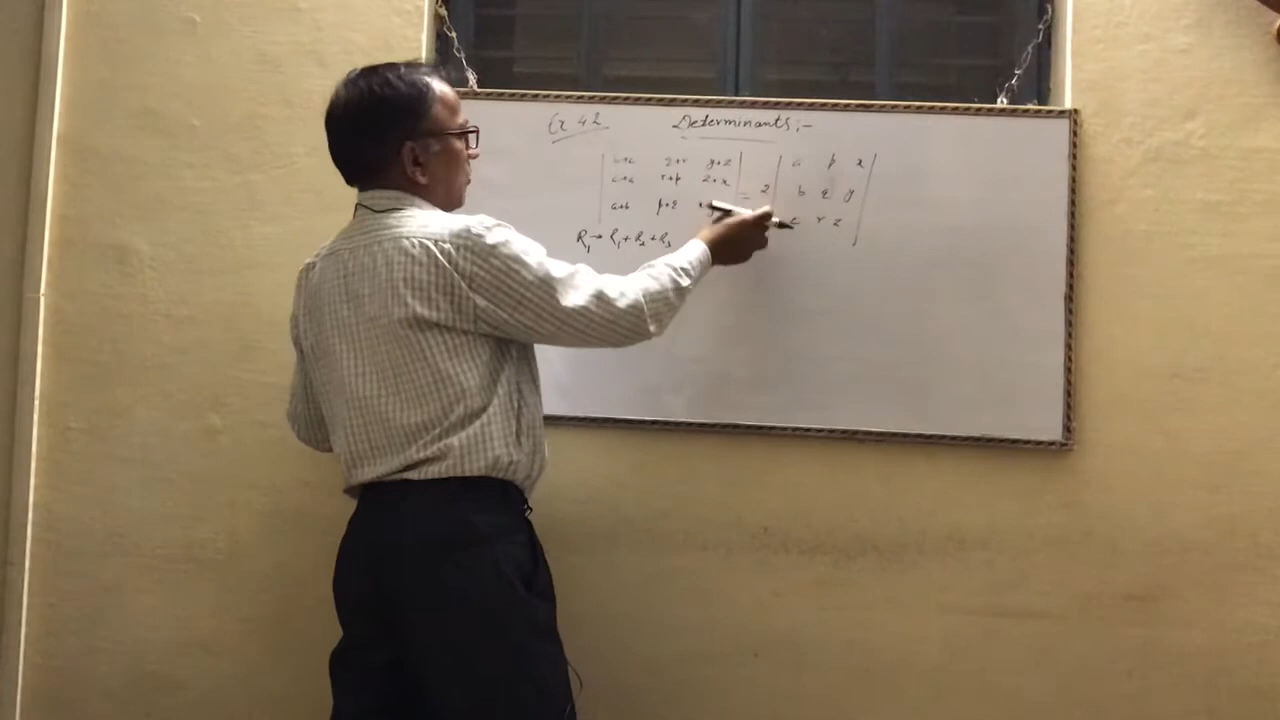 Ex 4.2 Determinants :-
| b+c q+r y+z | | a p x |
| c+a r+p z+x | = 2 | b q y |
| a+b p+q x | | c r z |
R₁ → R₁ + R₂ + R₃